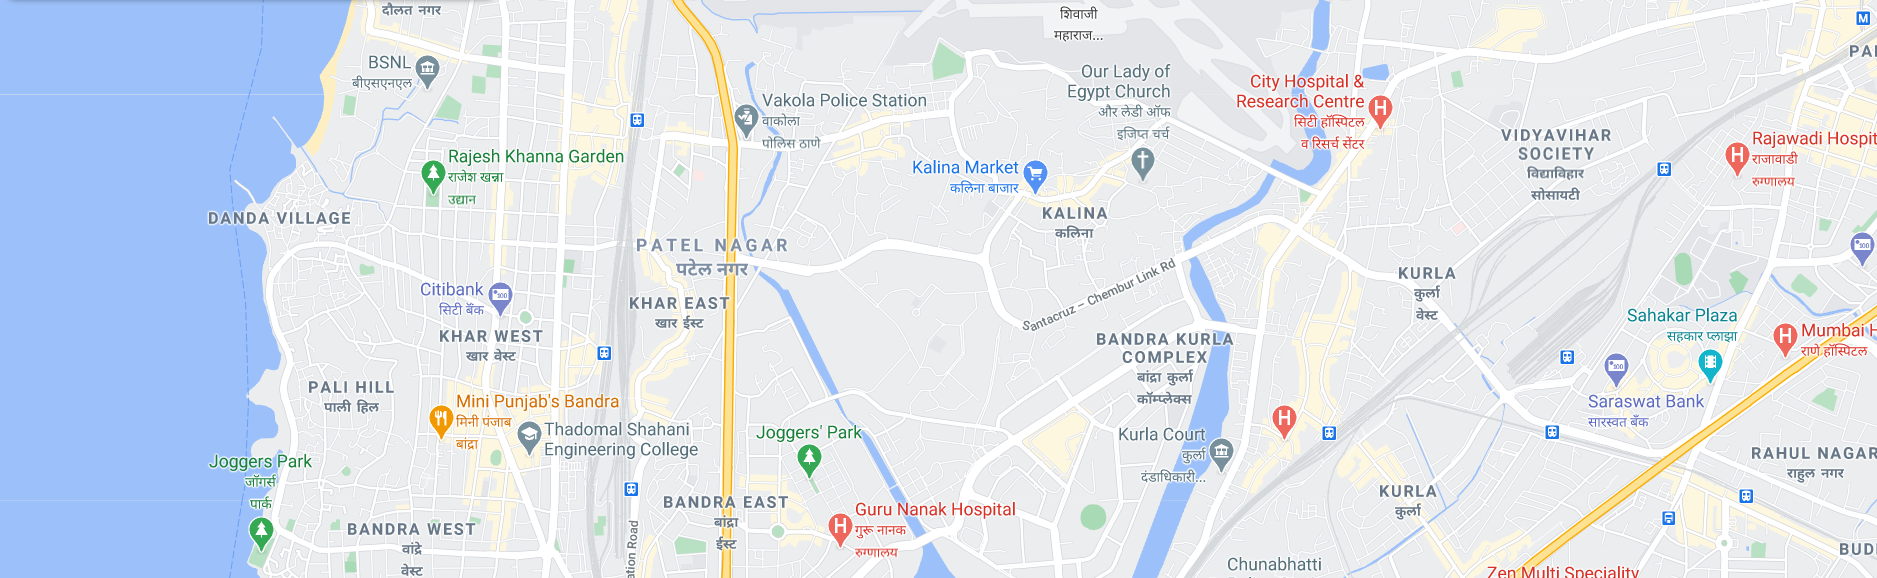 दौलत नगर
शिवाजी
महाराज...
BSNL
बीएसएनएल
Vakola Police Station
वाकोला
पोलिस ठाणे
Our Lady of
Egypt Church
और लेडी ऑफ
इजिप्त चर्च
City Hospital &
Research Centre
सिटी हॉस्पिटल
व रिसर्च सेंटर
VIDYAVIHAR
SOCIETY
विद्याविहार
सोसायटी
Rajawadi Hospit
राजावाडी
रुग्णालय
M
PA
Rajesh Khanna Garden
राजेश खन्ना
उद्यान
Kalina Market
कलिना बाजार
KALINA
कलिना
DANDA VILLAGE
PATEL NAGAR
पटेल नगर
Santacruz – Chembur Link Rd
KURLA
कुर्ला
वेस्ट
Citibank
सिटी बँक
KHAR EAST
खार ईस्ट
KHAR WEST
खार वेस्ट
BANDRA KURLA
COMPLEX
बांद्रा कुर्ला
कॉम्प्लेक्स
Sahakar Plaza
सहकार प्लाझा
Mumbai H
राणे हॉस्पिटल
PALI HILL
पाली हिल
Mini Punjab's Bandra
मिनी पंजाब
बांद्रा
Thadomal Shahani
Engineering College
Joggers' Park
Kurla Court
कुर्ला
दंडाधिकारी...
Saraswat Bank
सारस्वत बँक
Joggers Park
जॉगर्स
पार्क
BANDRA EAST
बांद्रा
ईस्ट
Guru Nanak Hospital
गुरू नानक
रुग्णालय
KURLA
कुर्ला
RAHUL NAGAR
राहुल नगर
BANDRA WEST
वांद्रे
वेस्ट
ation Road
Chunabhatti
Zen Multi Speciality
BUD